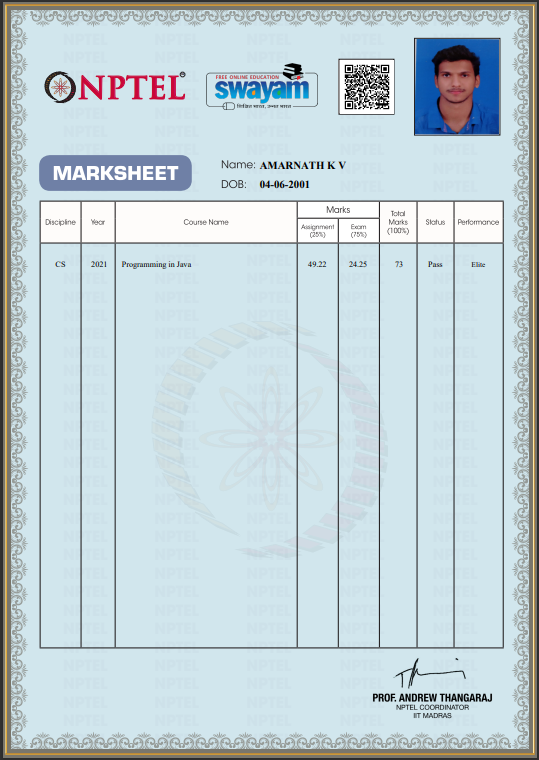 NPTEL®
FREE ONLINE EDUCATION
swayam
शिक्षित भारत, उन्नत भारत
MARKSHEET
Name: AMARNATH K V
DOB: 04-06-2001
Discipline Year Course Name Marks Total Marks (100%) Status Performance
Assignment (25%) Exam (75%)
CS 2021 Programming in Java 49.22 24.25 73 Pass Elite
PROF. ANDREW THANGARAJ
NPTEL COORDINATOR
IIT MADRAS